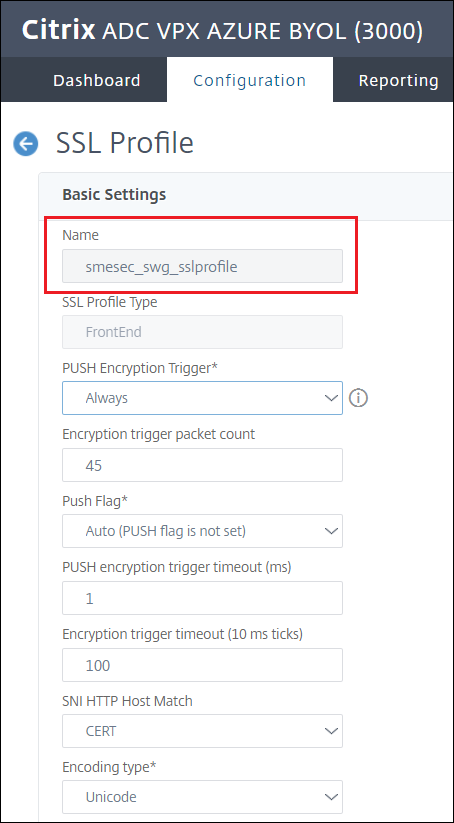 Citrix ADC VPX AZURE BYOL (3000)
Dashboard Configuration Reporting
SSL Profile
Basic Settings
Name
smesec_swg_sslprofile
SSL Profile Type
FrontEnd
PUSH Encryption Trigger*
Always
Encryption trigger packet count
45
Push Flag*
Auto (PUSH flag is not set)
PUSH encryption trigger timeout (ms)
1
Encryption trigger timeout (10 ms ticks)
100
SNI HTTP Host Match
CERT
Encoding type*
Unicode